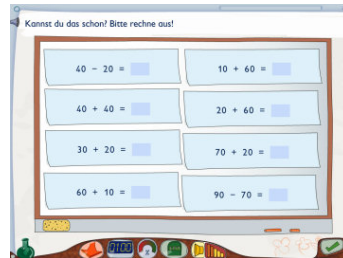 Kannst du das schon? Bitte rechne aus!
40 - 20 =
10 + 60 =
40 + 40 =
20 + 60 =
30 + 20 =
70 + 20 =
60 + 10 =
90 - 70 =
0100